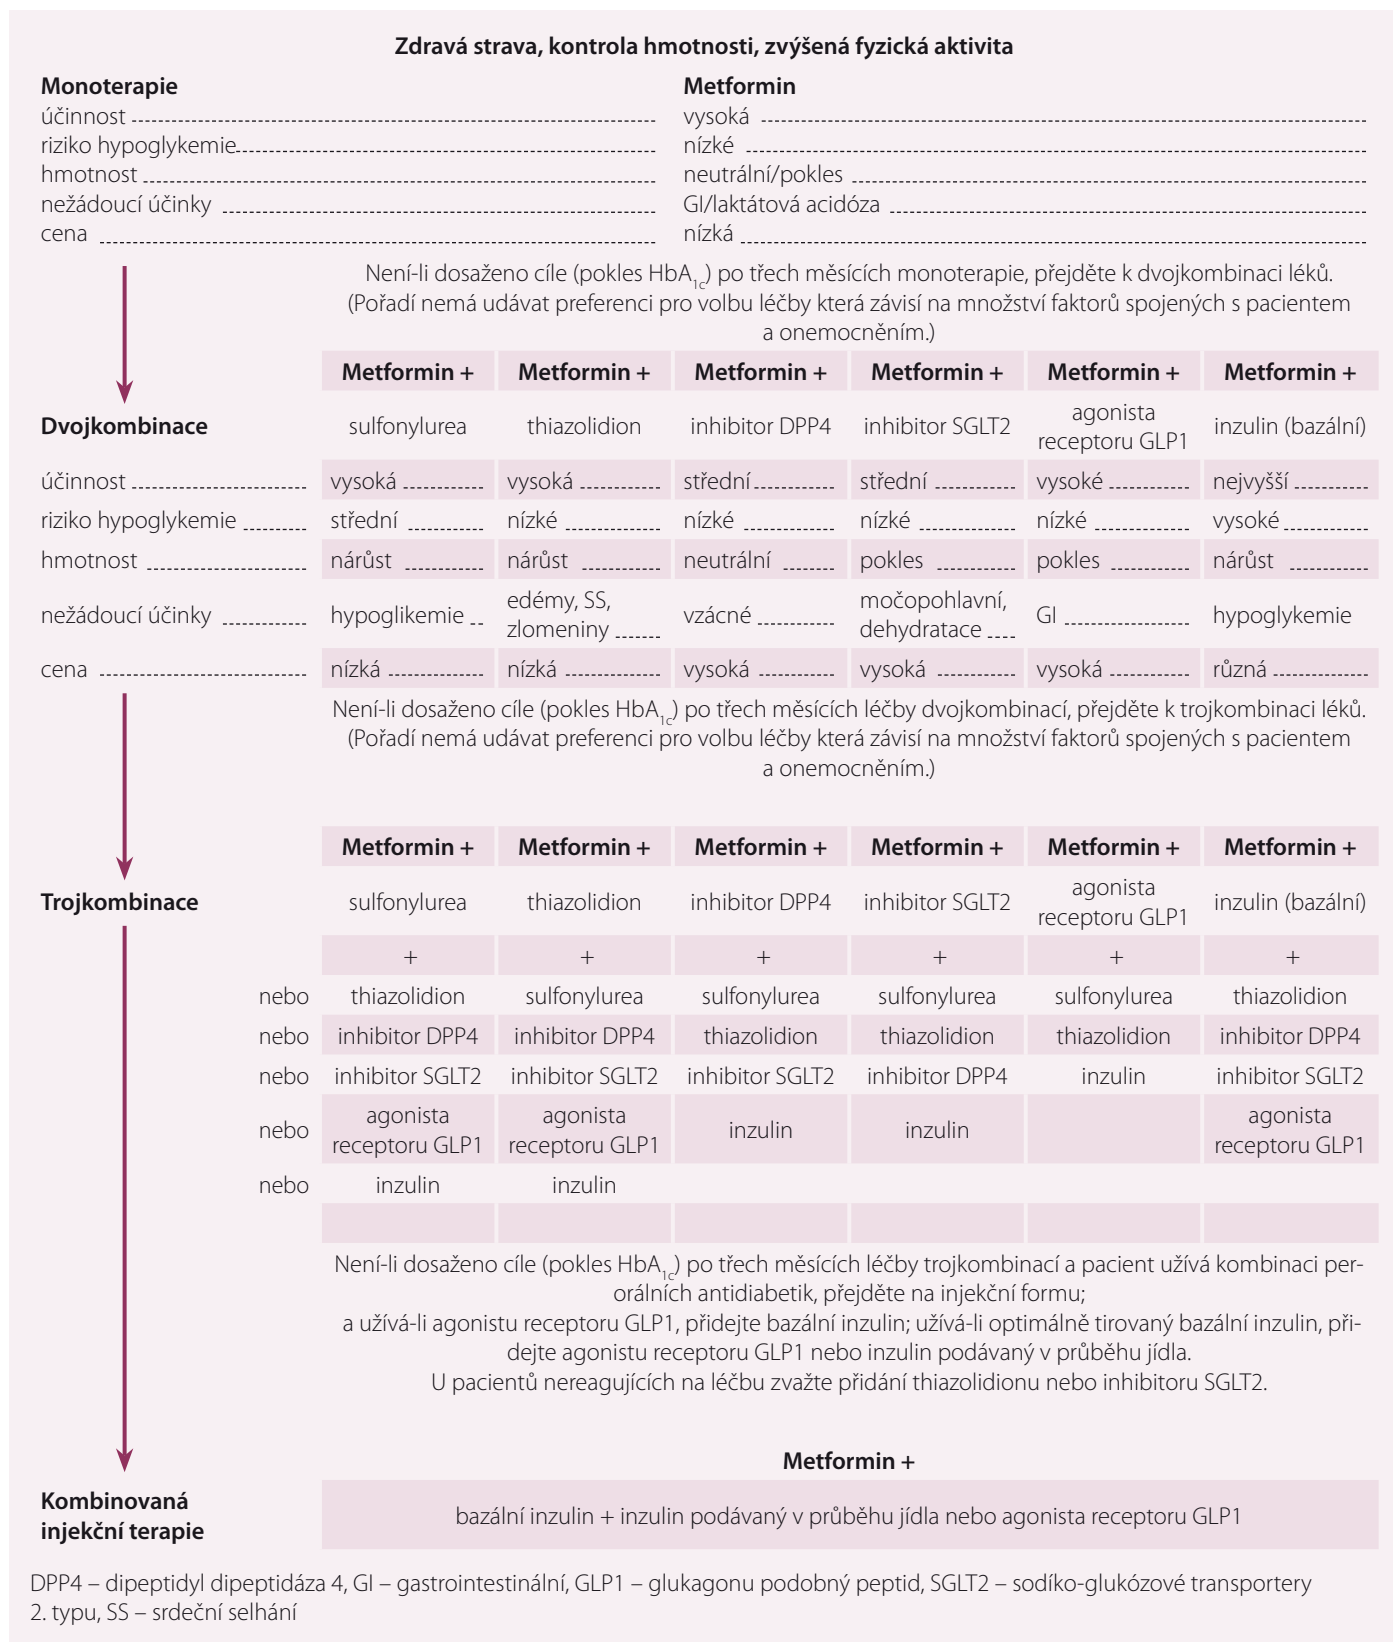 Zdravá strava, kontrola hmotnosti, zvýšená fyzická aktivita
Monoterapie Metformin
účinnost vysoká
riziko hypoglykemie nízké
hmotnost neutrální/pokles
nežádoucí účinky GI/laktátová acidóza
cena nízká
Není-li dosaženo cíle (pokles HbA1c) po třech měsících monoterapie, přejděte k dvojkombinaci léků.
(Pořadí nemá udávat preferenci pro volbu léčby která závisí na množství faktorů spojených s pacientem
a onemocněním.)
Metformin + Metformin + Metformin + Metformin + Metformin + Metformin +
Dvojkombinace sulfonylurea thiazolidion inhibitor DPP4 inhibitor SGLT2 agonista receptoru GLP1 inzulin (bazální)
účinnost vysoká vysoká střední střední vysoké nejvyšší
riziko hypoglykemie střední nízké nízké nízké nízké vysoké
hmotnost nárůst nárůst neutrální pokles pokles nárůst
nežádoucí účinky hypoglikemie edémy, SS, zlomeniny vzácné močopohlavní, dehydratace GI hypoglykemie
cena nízká nízká vysoká vysoká vysoká různá
Není-li dosaženo cíle (pokles HbA1c) po třech měsících léčby dvojkombinací, přejděte k trojkombinaci léků.
(Pořadí nemá udávat preferenci pro volbu léčby která závisí na množství faktorů spojených s pacientem
a onemocněním.)
Metformin + Metformin + Metformin + Metformin + Metformin + Metformin +
Trojkombinace sulfonylurea thiazolidion inhibitor DPP4 inhibitor SGLT2 agonista receptoru GLP1 inzulin (bazální)
+ + + + + +
nebo thiazolidion sulfonylurea sulfonylurea sulfonylurea sulfonylurea thiazolidion
nebo inhibitor DPP4 inhibitor DPP4 thiazolidion thiazolidion thiazolidion inhibitor DPP4
nebo inhibitor SGLT2 inhibitor SGLT2 inhibitor SGLT2 inhibitor DPP4 inzulin inhibitor SGLT2
nebo agonista receptoru GLP1 agonista receptoru GLP1 inzulin inzulin agonista receptoru GLP1
nebo inzulin inzulin
Není-li dosaženo cíle (pokles HbA1c) po třech měsících léčby trojkombinací a pacient užívá kombinaci per-
orálních antidiabetik, přejděte na injekční formu;
a užívá-li agonistu receptoru GLP1, přidejte bazální inzulin; užívá-li optimálně tirovaný bazální inzulin, při-
dejte agonistu receptoru GLP1 nebo inzulin podávaný v průběhu jídla.
U pacientů nereagujících na léčbu zvažte přidání thiazolidionu nebo inhibitoru SGLT2.
Metformin +
Kombinovaná
injekční terapie
bazální inzulin + inzulin podávaný v průběhu jídla nebo agonista receptoru GLP1
DPP4 – dipeptidyl dipeptidáza 4, GI – gastrointestinální, GLP1 – glukagonu podobný peptid, SGLT2 – sodíko-glukózové transportery
2. typu, SS – srdeční selhání